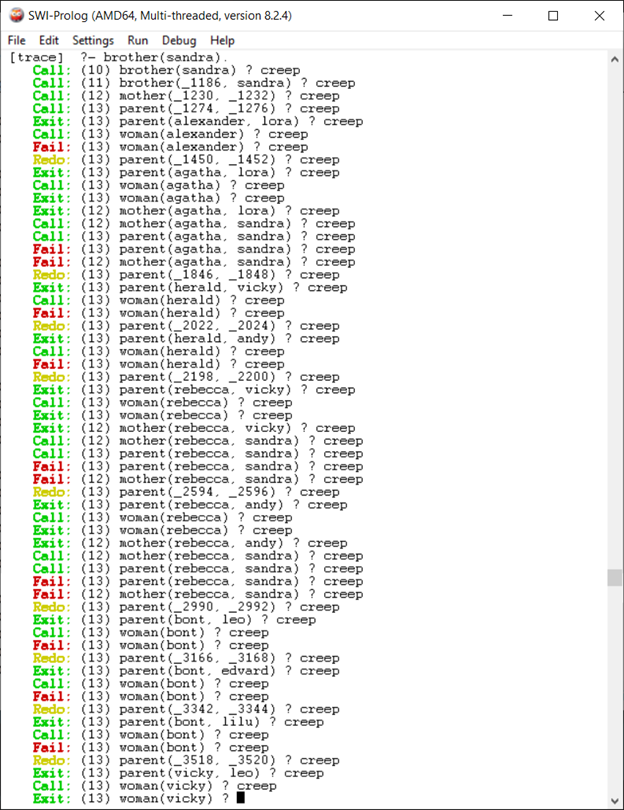 SWI-Prolog (AMD64, Multi-threaded, version 8.2.4)
File Edit Settings Run Debug Help
[trace]  ?- brother(sandra).
Call: (10) brother(sandra) ? creep
Call: (11) brother(_1186, sandra) ? creep
Call: (12) mother(_1230, _1232) ? creep
Call: (13) parent(_1274, _1276) ? creep
Exit: (13) parent(alexander, lora) ? creep
Call: (13) woman(alexander) ? creep
Fail: (13) woman(alexander) ? creep
Redo: (13) parent(_1450, _1452) ? creep
Exit: (13) parent(agatha, lora) ? creep
Call: (13) woman(agatha) ? creep
Exit: (13) woman(agatha) ? creep
Exit: (12) mother(agatha, lora) ? creep
Call: (12) mother(agatha, sandra) ? creep
Call: (13) parent(agatha, sandra) ? creep
Fail: (13) parent(agatha, sandra) ? creep
Fail: (12) mother(agatha, sandra) ? creep
Redo: (13) parent(_1846, _1848) ? creep
Exit: (13) parent(herald, vicky) ? creep
Call: (13) woman(herald) ? creep
Fail: (13) woman(herald) ? creep
Redo: (13) parent(_2022, _2024) ? creep
Exit: (13) parent(herald, andy) ? creep
Call: (13) woman(herald) ? creep
Fail: (13) woman(herald) ? creep
Redo: (13) parent(_2198, _2200) ? creep
Exit: (13) parent(rebecca, vicky) ? creep
Call: (13) woman(rebecca) ? creep
Exit: (13) woman(rebecca) ? creep
Exit: (12) mother(rebecca, vicky) ? creep
Call: (12) mother(rebecca, sandra) ? creep
Call: (13) parent(rebecca, sandra) ? creep
Fail: (13) parent(rebecca, sandra) ? creep
Fail: (12) mother(rebecca, sandra) ? creep
Redo: (13) parent(_2594, _2596) ? creep
Exit: (13) parent(rebecca, andy) ? creep
Call: (13) woman(rebecca) ? creep
Exit: (13) woman(rebecca) ? creep
Exit: (12) mother(rebecca, andy) ? creep
Call: (12) mother(rebecca, sandra) ? creep
Call: (13) parent(rebecca, sandra) ? creep
Fail: (13) parent(rebecca, sandra) ? creep
Fail: (12) mother(rebecca, sandra) ? creep
Redo: (13) parent(_2990, _2992) ? creep
Exit: (13) parent(bont, leo) ? creep
Call: (13) woman(bont) ? creep
Fail: (13) woman(bont) ? creep
Redo: (13) parent(_3166, _3168) ? creep
Exit: (13) parent(bont, edvard) ? creep
Call: (13) woman(bont) ? creep
Fail: (13) woman(bont) ? creep
Redo: (13) parent(_3342, _3344) ? creep
Exit: (13) parent(bont, lilu) ? creep
Call: (13) woman(bont) ? creep
Fail: (13) woman(bont) ? creep
Redo: (13) parent(_3518, _3520) ? creep
Exit: (13) parent(vicky, leo) ? creep
Call: (13) woman(vicky) ? creep
Exit: (13) woman(vicky) ?